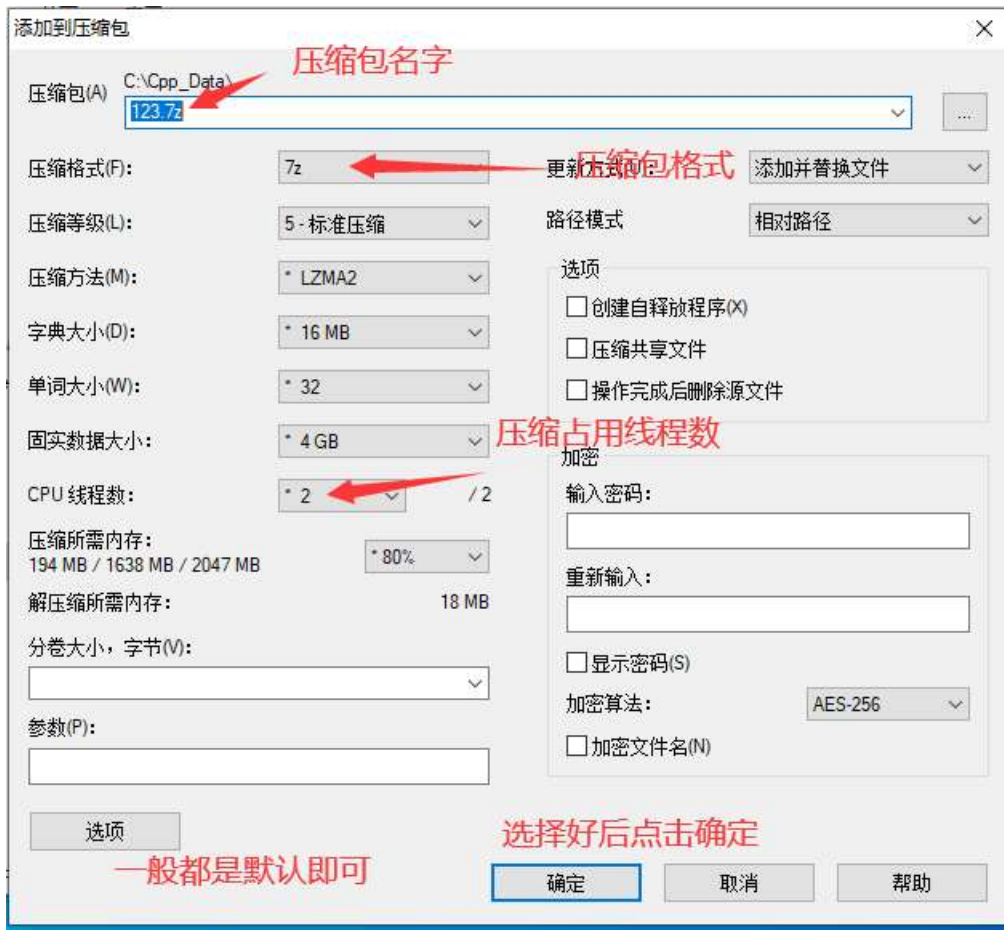 添加到压缩包
压缩包名字
压缩包(A)
C:\Cpp_Data\
123.7z
...
压缩格式(F):
7z
压缩包格式
添加并替换文件
压缩等级(L):
5 - 标准压缩
路径模式
相对路径
压缩方法(M):
* LZMA2
选项
创建自释放程序(X)
字典大小(D):
* 16 MB
压缩共享文件
单词大小(W):
* 32
操作完成后删除源文件
固实数据大小:
* 4 GB
压缩占用线程数
加密
CPU 线程数:
* 2
/ 2
输入密码:
压缩所需内存:
194 MB / 1638 MB / 2047 MB
* 80%
重新输入:
解压缩所需内存:
18 MB
分卷大小，字节(V):
显示密码(S)
加密算法:
AES-256
参数(P):
加密文件名(N)
选项
一般都是默认即可
选择好后点击确定
确定
取消
帮助